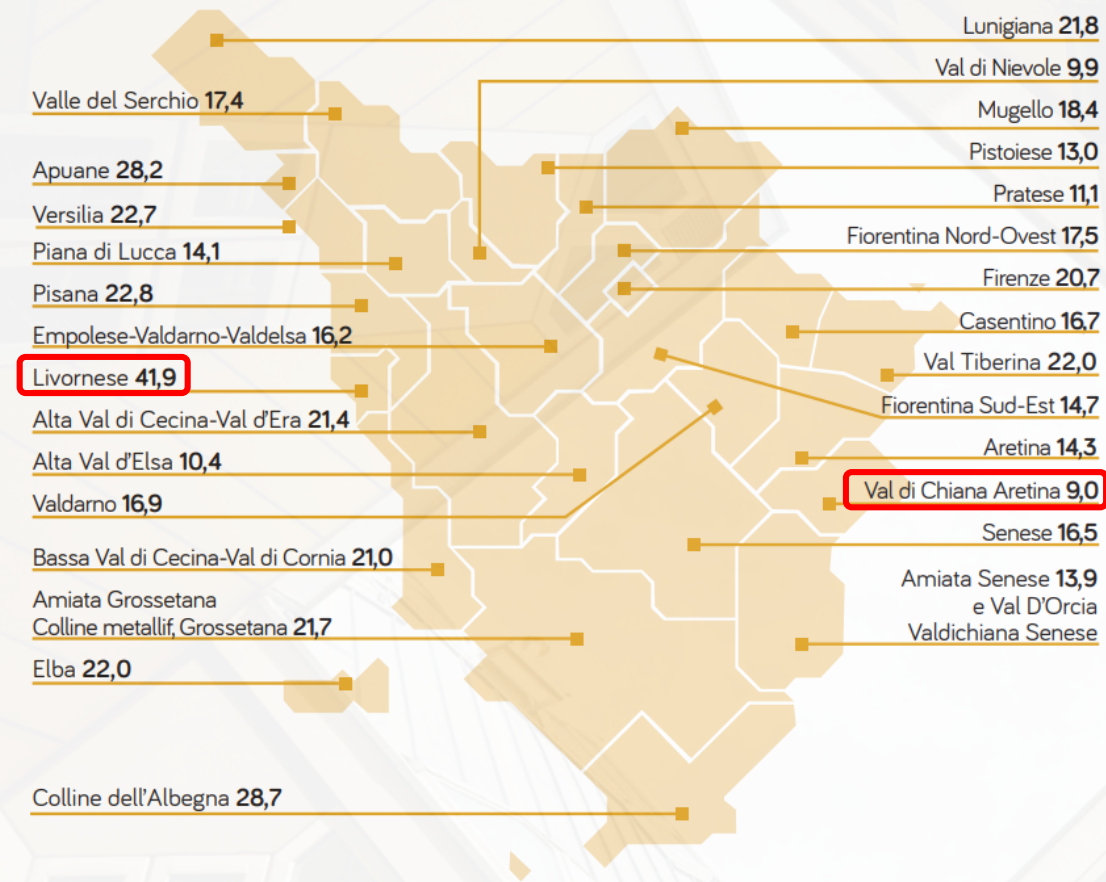 Lunigiana 21,8
Val di Nievole 9,9
Valle del Serchio 17,4
Mugello 18,4
Pistoiese 13,0
Apuane 28,2
Pratese 11,1
Versilia 22,7
Fiorentina Nord-Ovest 17,5
Piana di Lucca 14,1
Firenze 20,7
Pisana 22,8
Casentino 16,7
Empolese-Valdarno-Valdelsa 16,2
Val Tiberina 22,0
Livornese 41,9
Fiorentina Sud-Est 14,7
Alta Val di Cecina-Val d'Era 21,4
Aretina 14,3
Alta Val d'Elsa 10,4
Val di Chiana Aretina 9,0
Valdarno 16,9
Senese 16,5
Bassa Val di Cecina-Val di Cornia 21,0
Amiata Senese 13,9
e Val D'Orcia
Valdichiana Senese
Amiata Grossetana
Colline metallif, Grossetana 21,7
Elba 22,0
Colline dell'Albegna 28,7